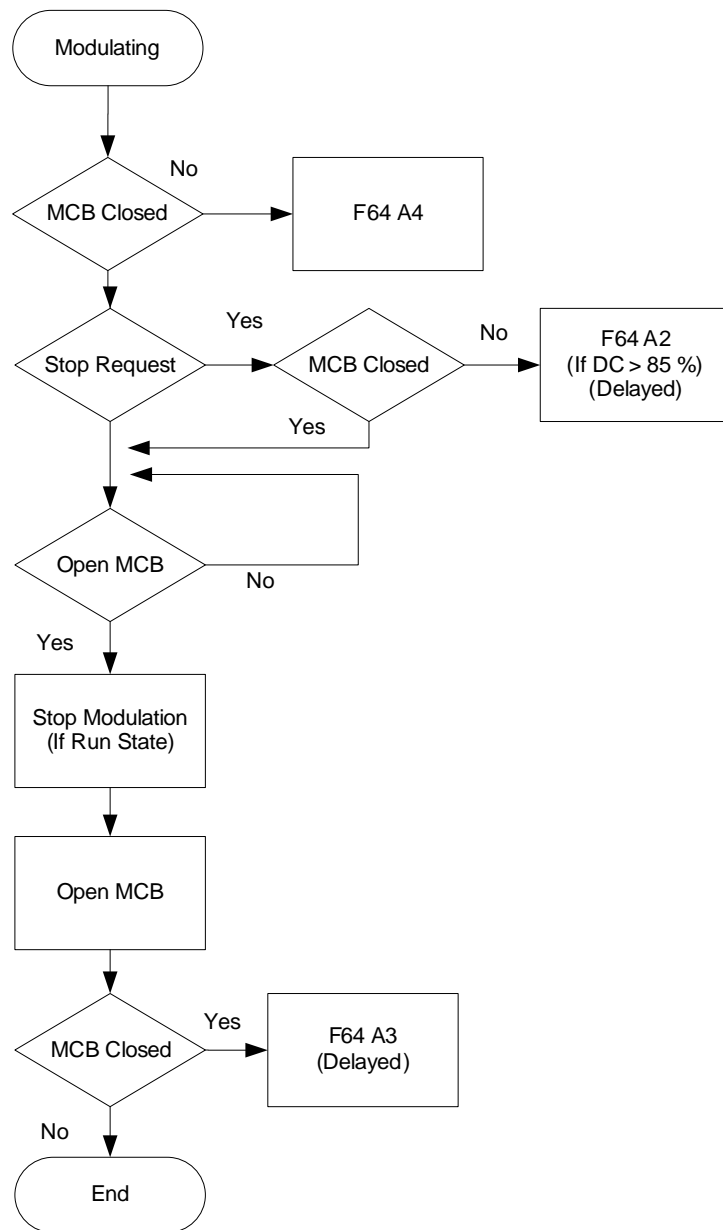 Modulating
No
MCB Closed
F64 A4
Yes
Stop Request
MCB Closed
No
F64 A2
(If DC > 85 %)
(Delayed)
Yes
Open MCB
No
Yes
Stop Modulation
(If Run State)
Open MCB
MCB Closed
Yes
F64 A3
(Delayed)
No
End